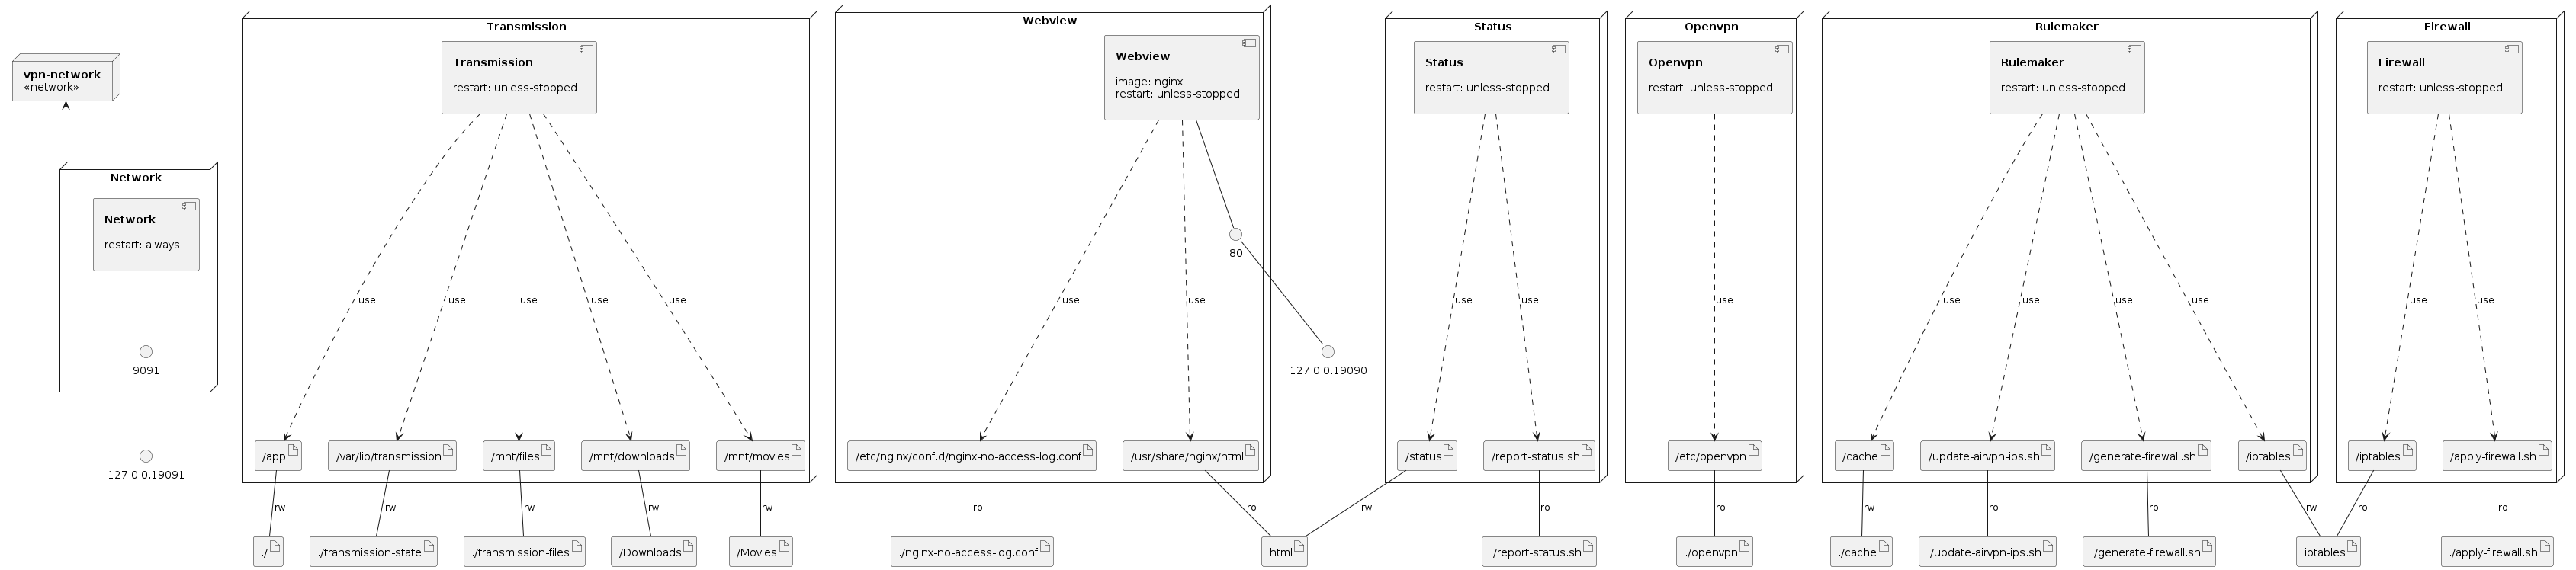 vpn-network
«network»
Network
Network
restart: always
9091
127.0.0.19091
Transmission
Transmission
restart: unless-stopped
use
use
use
use
use
/app
/var/lib/transmission
/mnt/files
/mnt/downloads
/mnt/movies
rw
rw
rw
rw
rw
./
./transmission-state
./transmission-files
/Downloads
/Movies
Webview
Webview
image: nginx
restart: unless-stopped
80
127.0.0.19090
use
use
/etc/nginx/conf.d/nginx-no-access-log.conf
/usr/share/nginx/html
ro
ro
./nginx-no-access-log.conf
html
Status
Status
restart: unless-stopped
use
use
/status
/report-status.sh
rw
ro
./report-status.sh
Openvpn
Openvpn
restart: unless-stopped
use
/etc/openvpn
ro
./openvpn
Rulemaker
Rulemaker
restart: unless-stopped
use
use
use
use
/cache
/update-airvpn-ips.sh
/generate-firewall.sh
/iptables
rw
ro
ro
rw
./cache
./update-airvpn-ips.sh
./generate-firewall.sh
iptables
Firewall
Firewall
restart: unless-stopped
use
use
/iptables
/apply-firewall.sh
ro
ro
./apply-firewall.sh